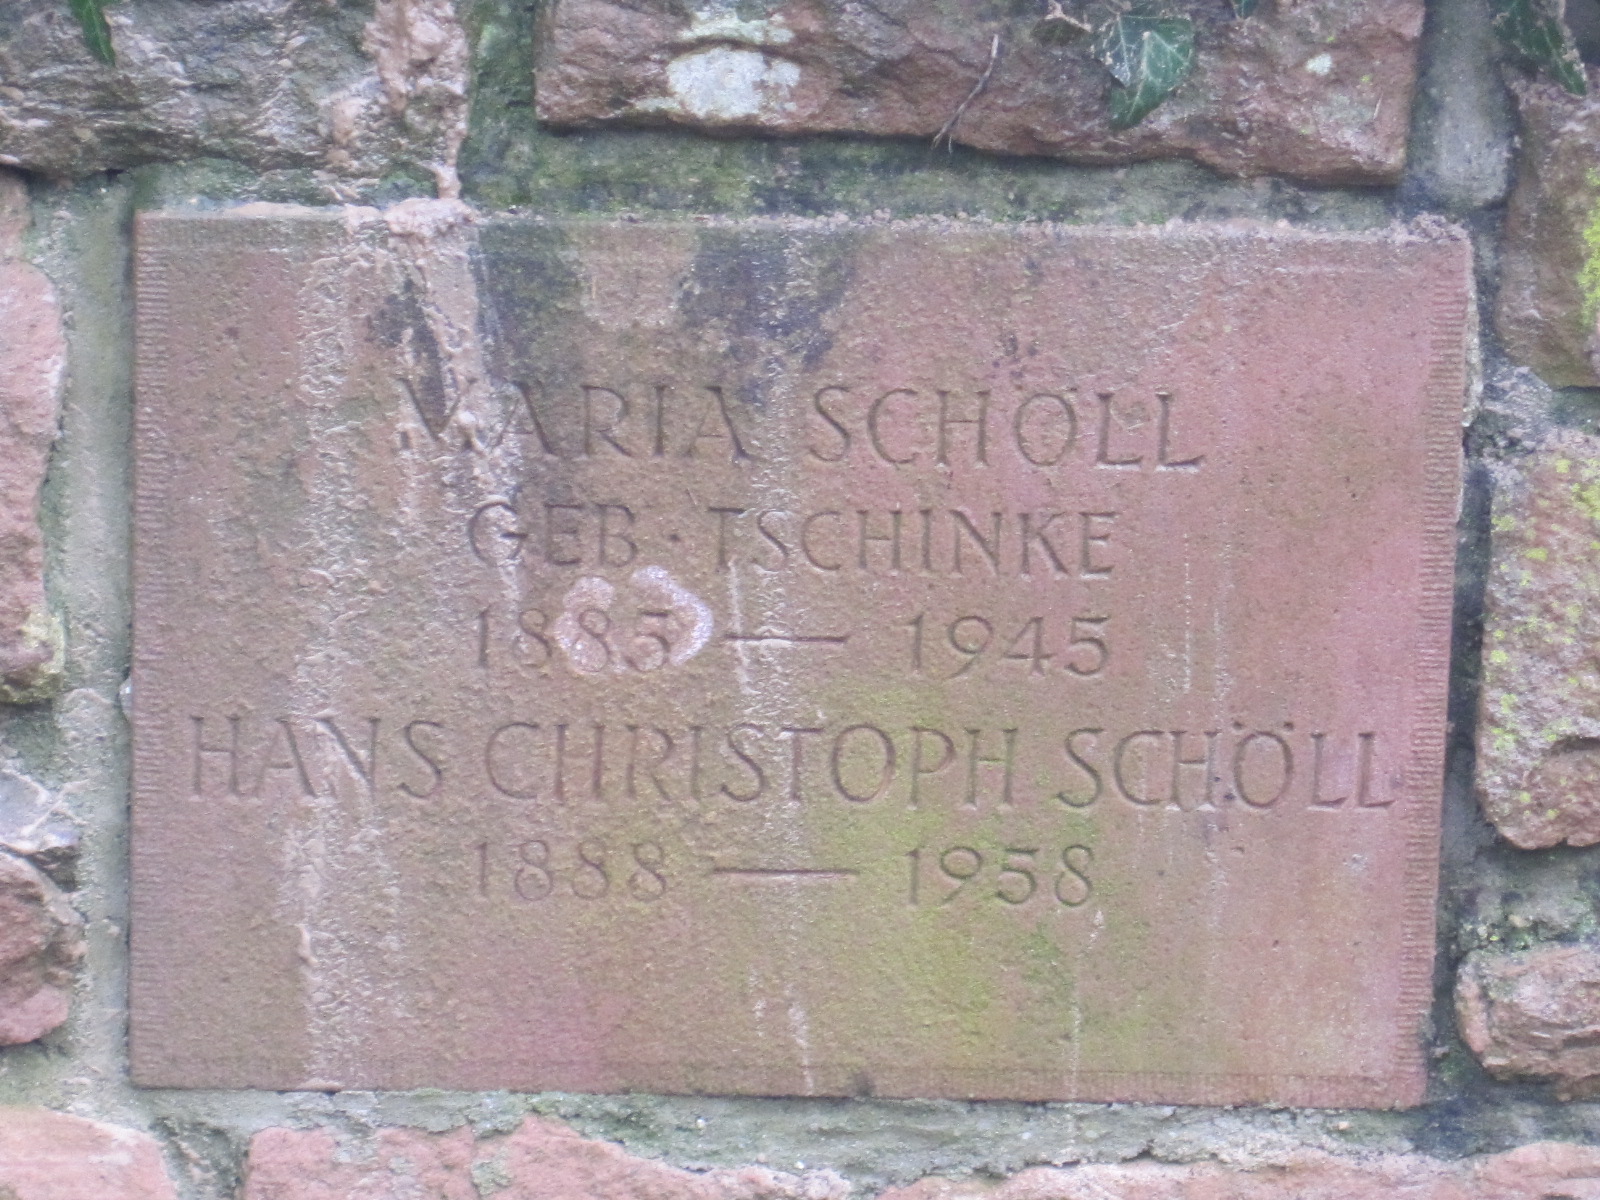 MARIA SCHÖLL
GEB · TSCHINKE
1885 — 1945
HANS CHRISTOPH SCHÖLL
1888 — 1958